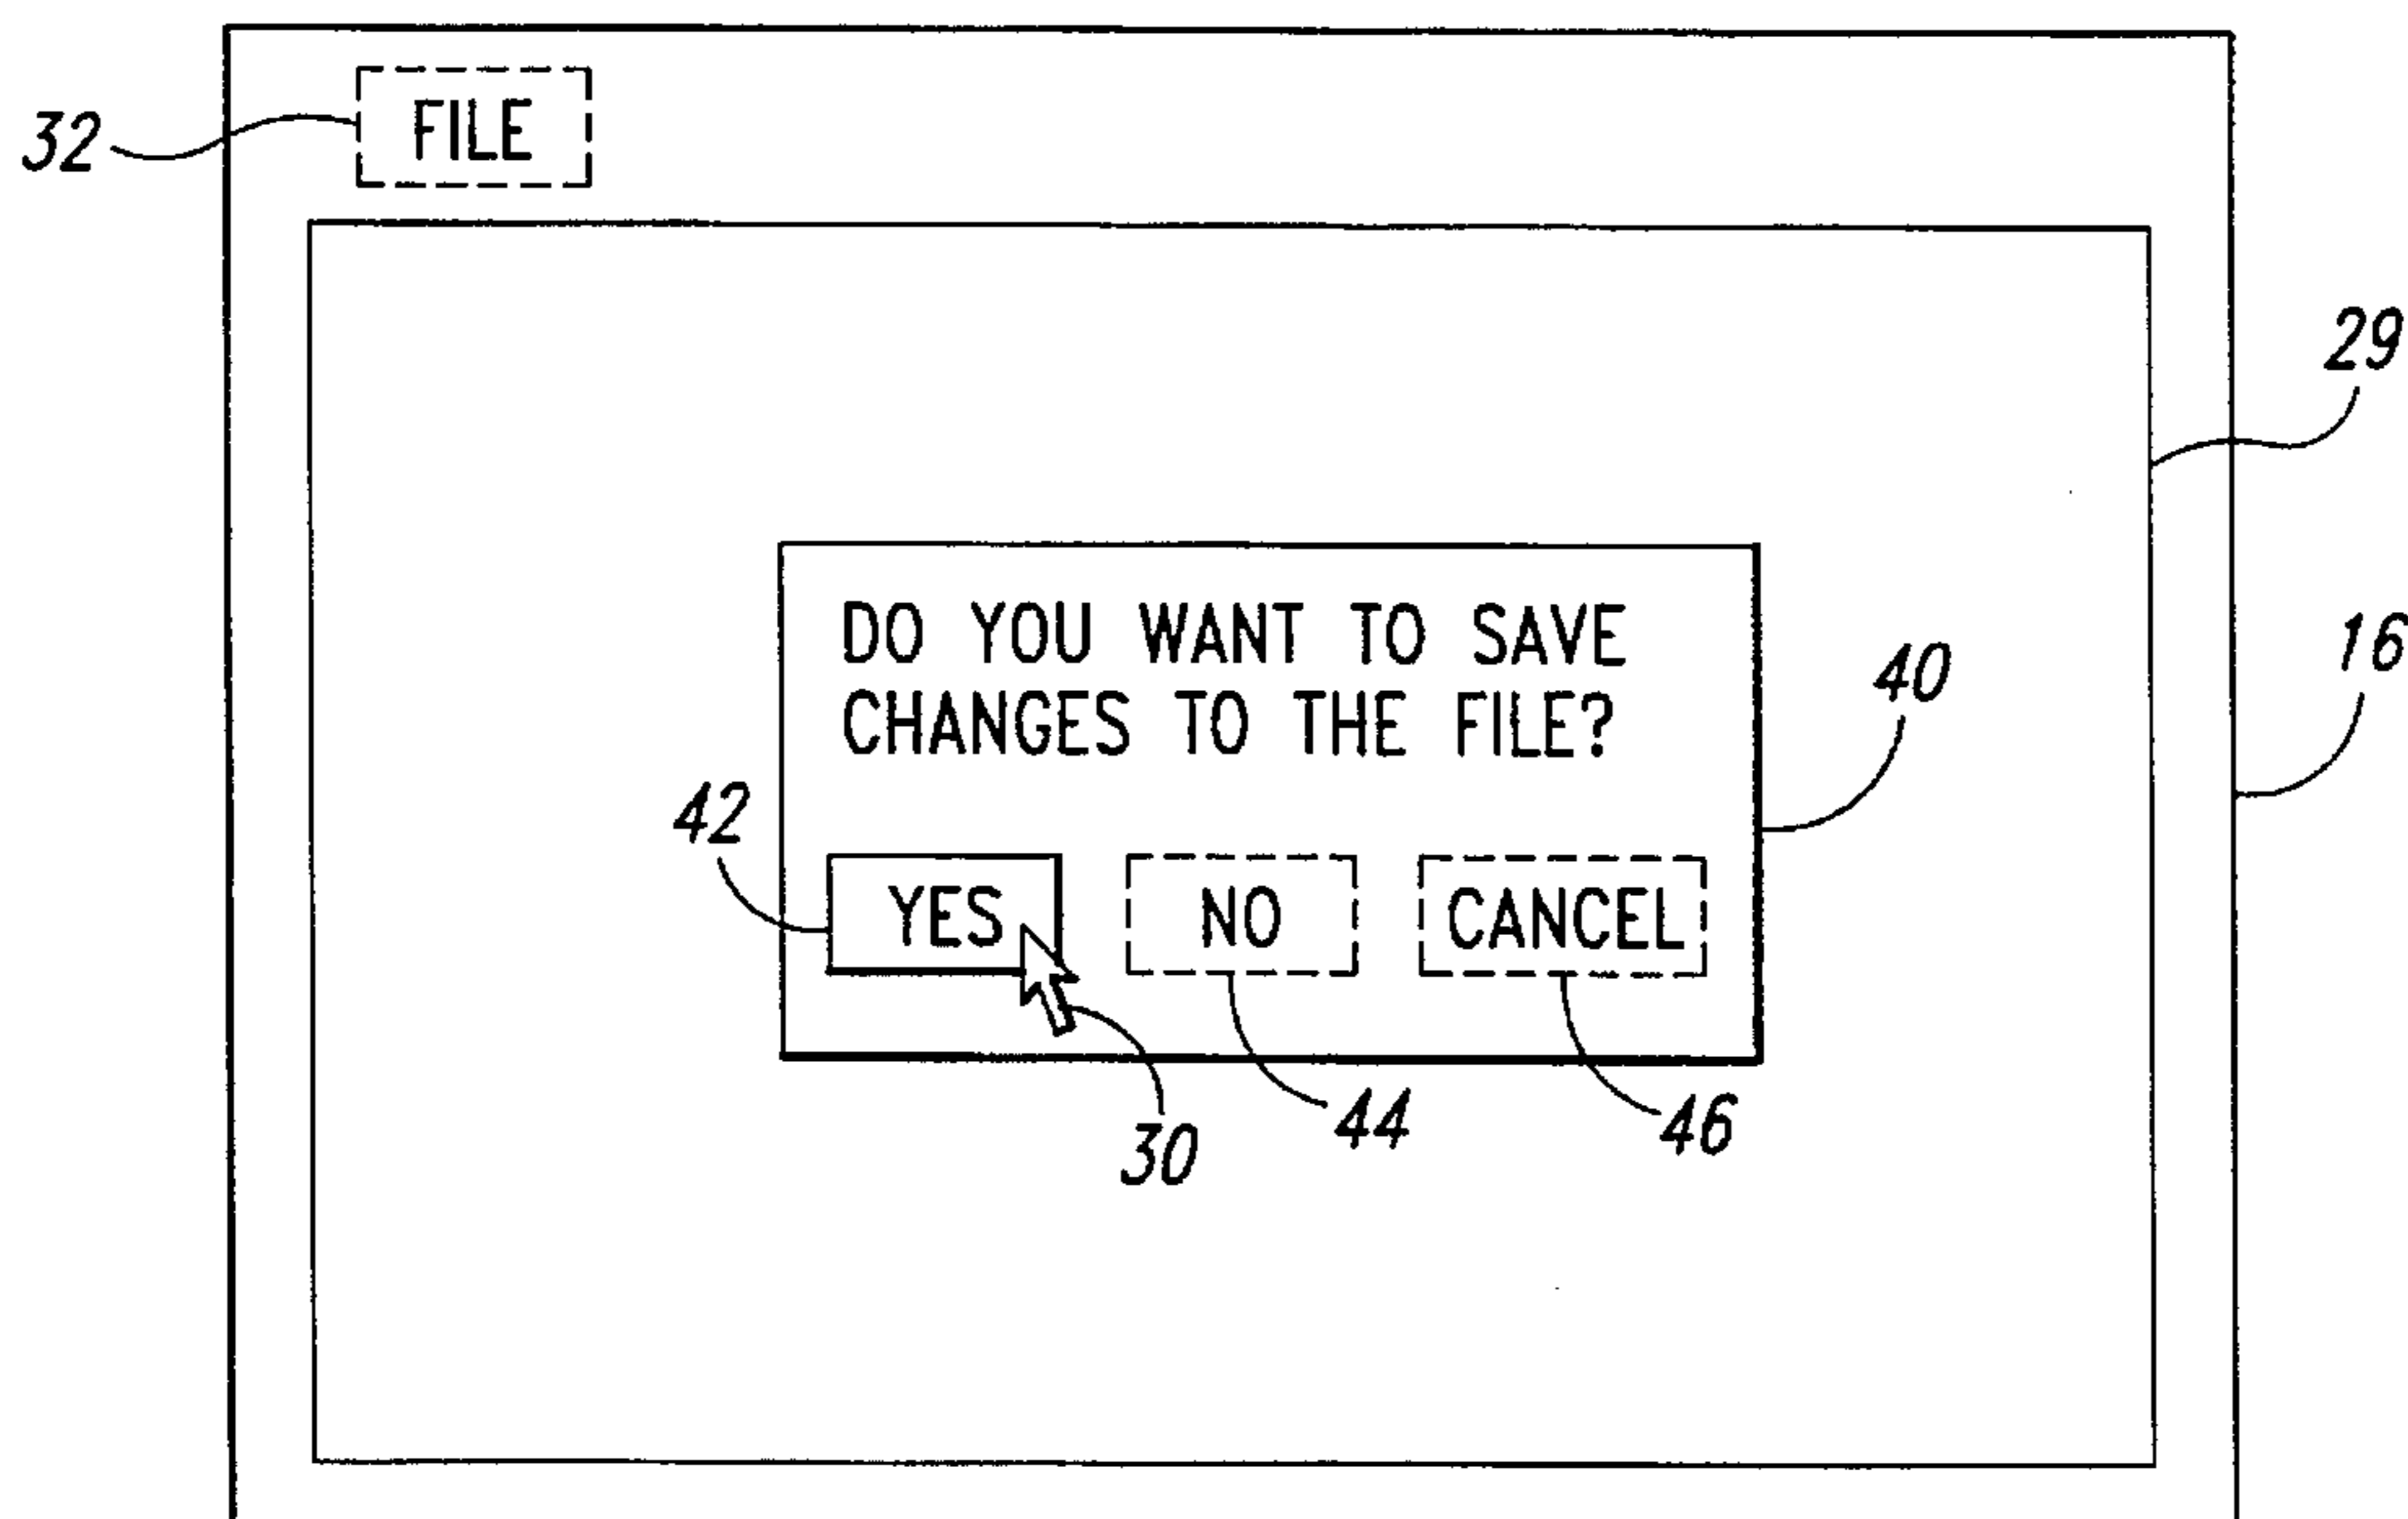 FILE
32
29
DO YOU WANT TO SAVE
CHANGES TO THE FILE?
16
40
42
YES
NO
CANCEL
30
44
46